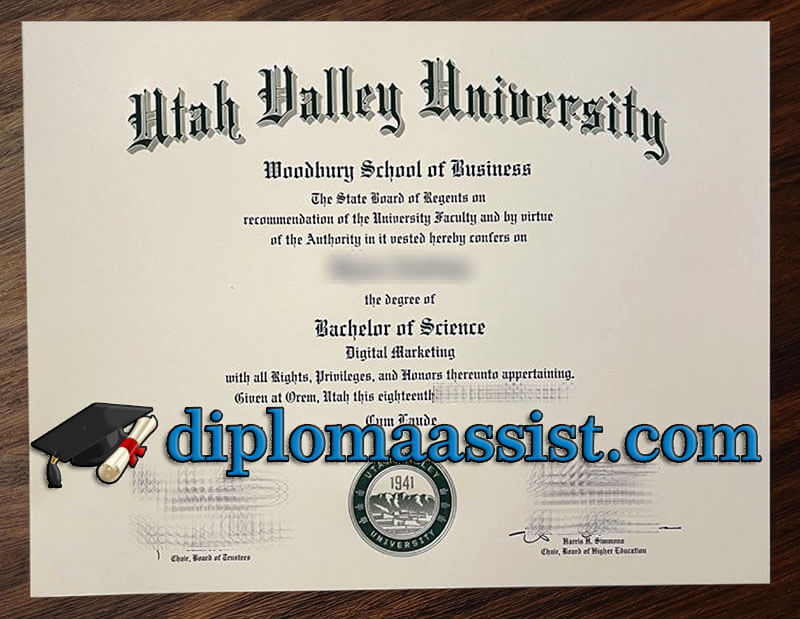 Utah Valley University
Woodbury School of Business
The State Board of Regents on
recommendation of the University Faculty and by virtue
of the Authority in it vested hereby confers on
the degree of
Bachelor of Science
Digital Marketing
with all Rights, Privileges, and Honors thereunto appertaining.
Given at Orem, Utah this eighteenth
Cum Laude
diplomaassist.com
UTAH VALLEY
1941
UNIVERSITY
Chair, Board of Trustees
Harris H. Simmons
Chair, Board of Higher Education